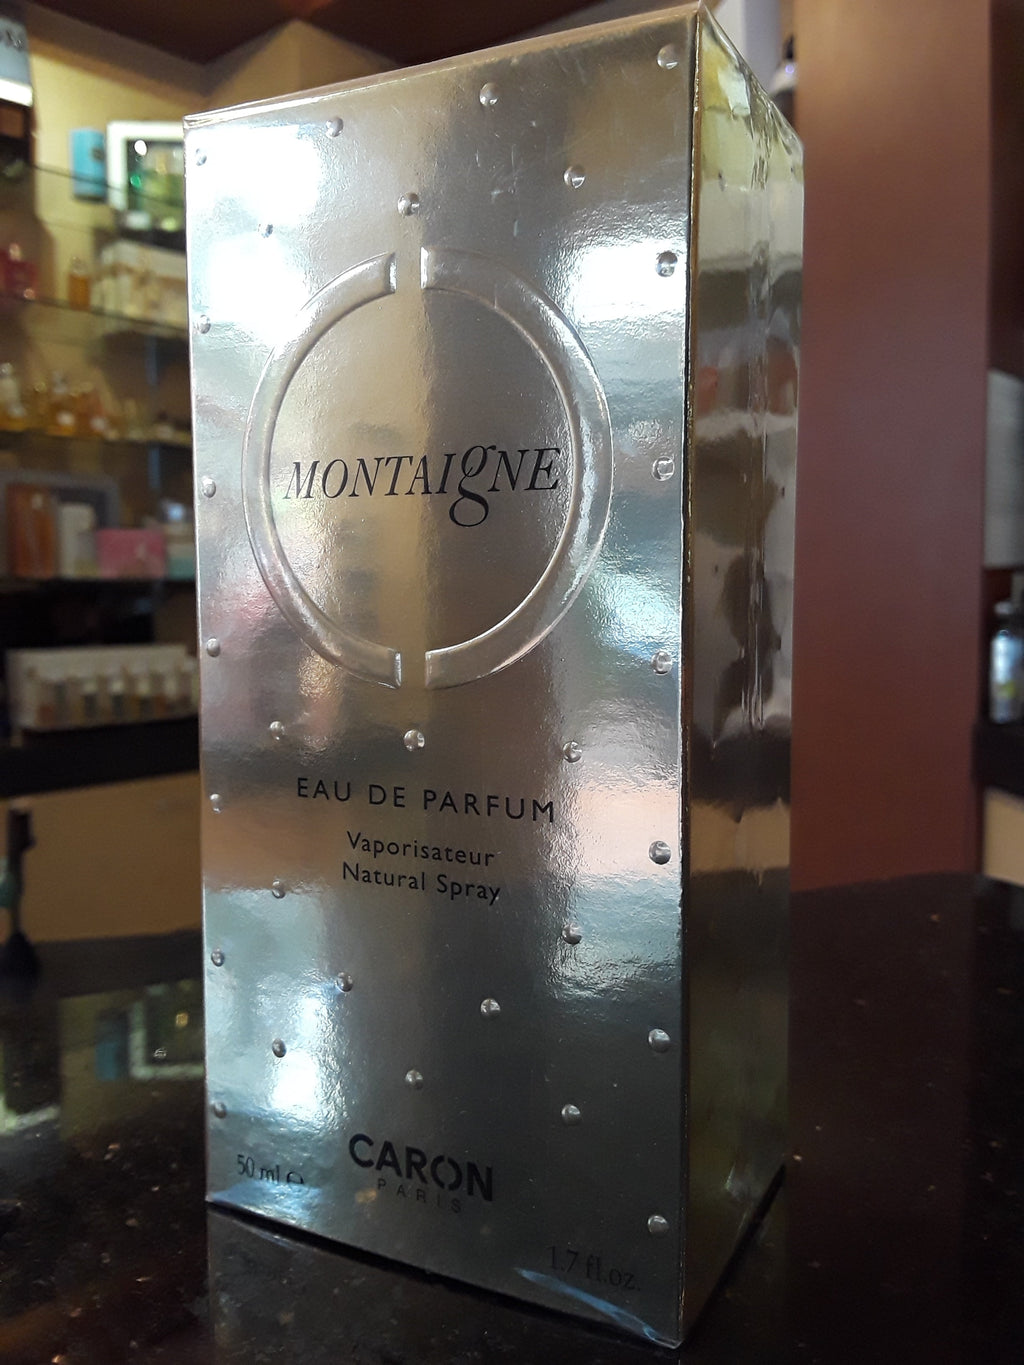 MONTAIgNE
EAU DE PARFUM
Vaporisateur
Natural Spray
CARON
PARIS
50 ml ℮
1.7 fl.oz.